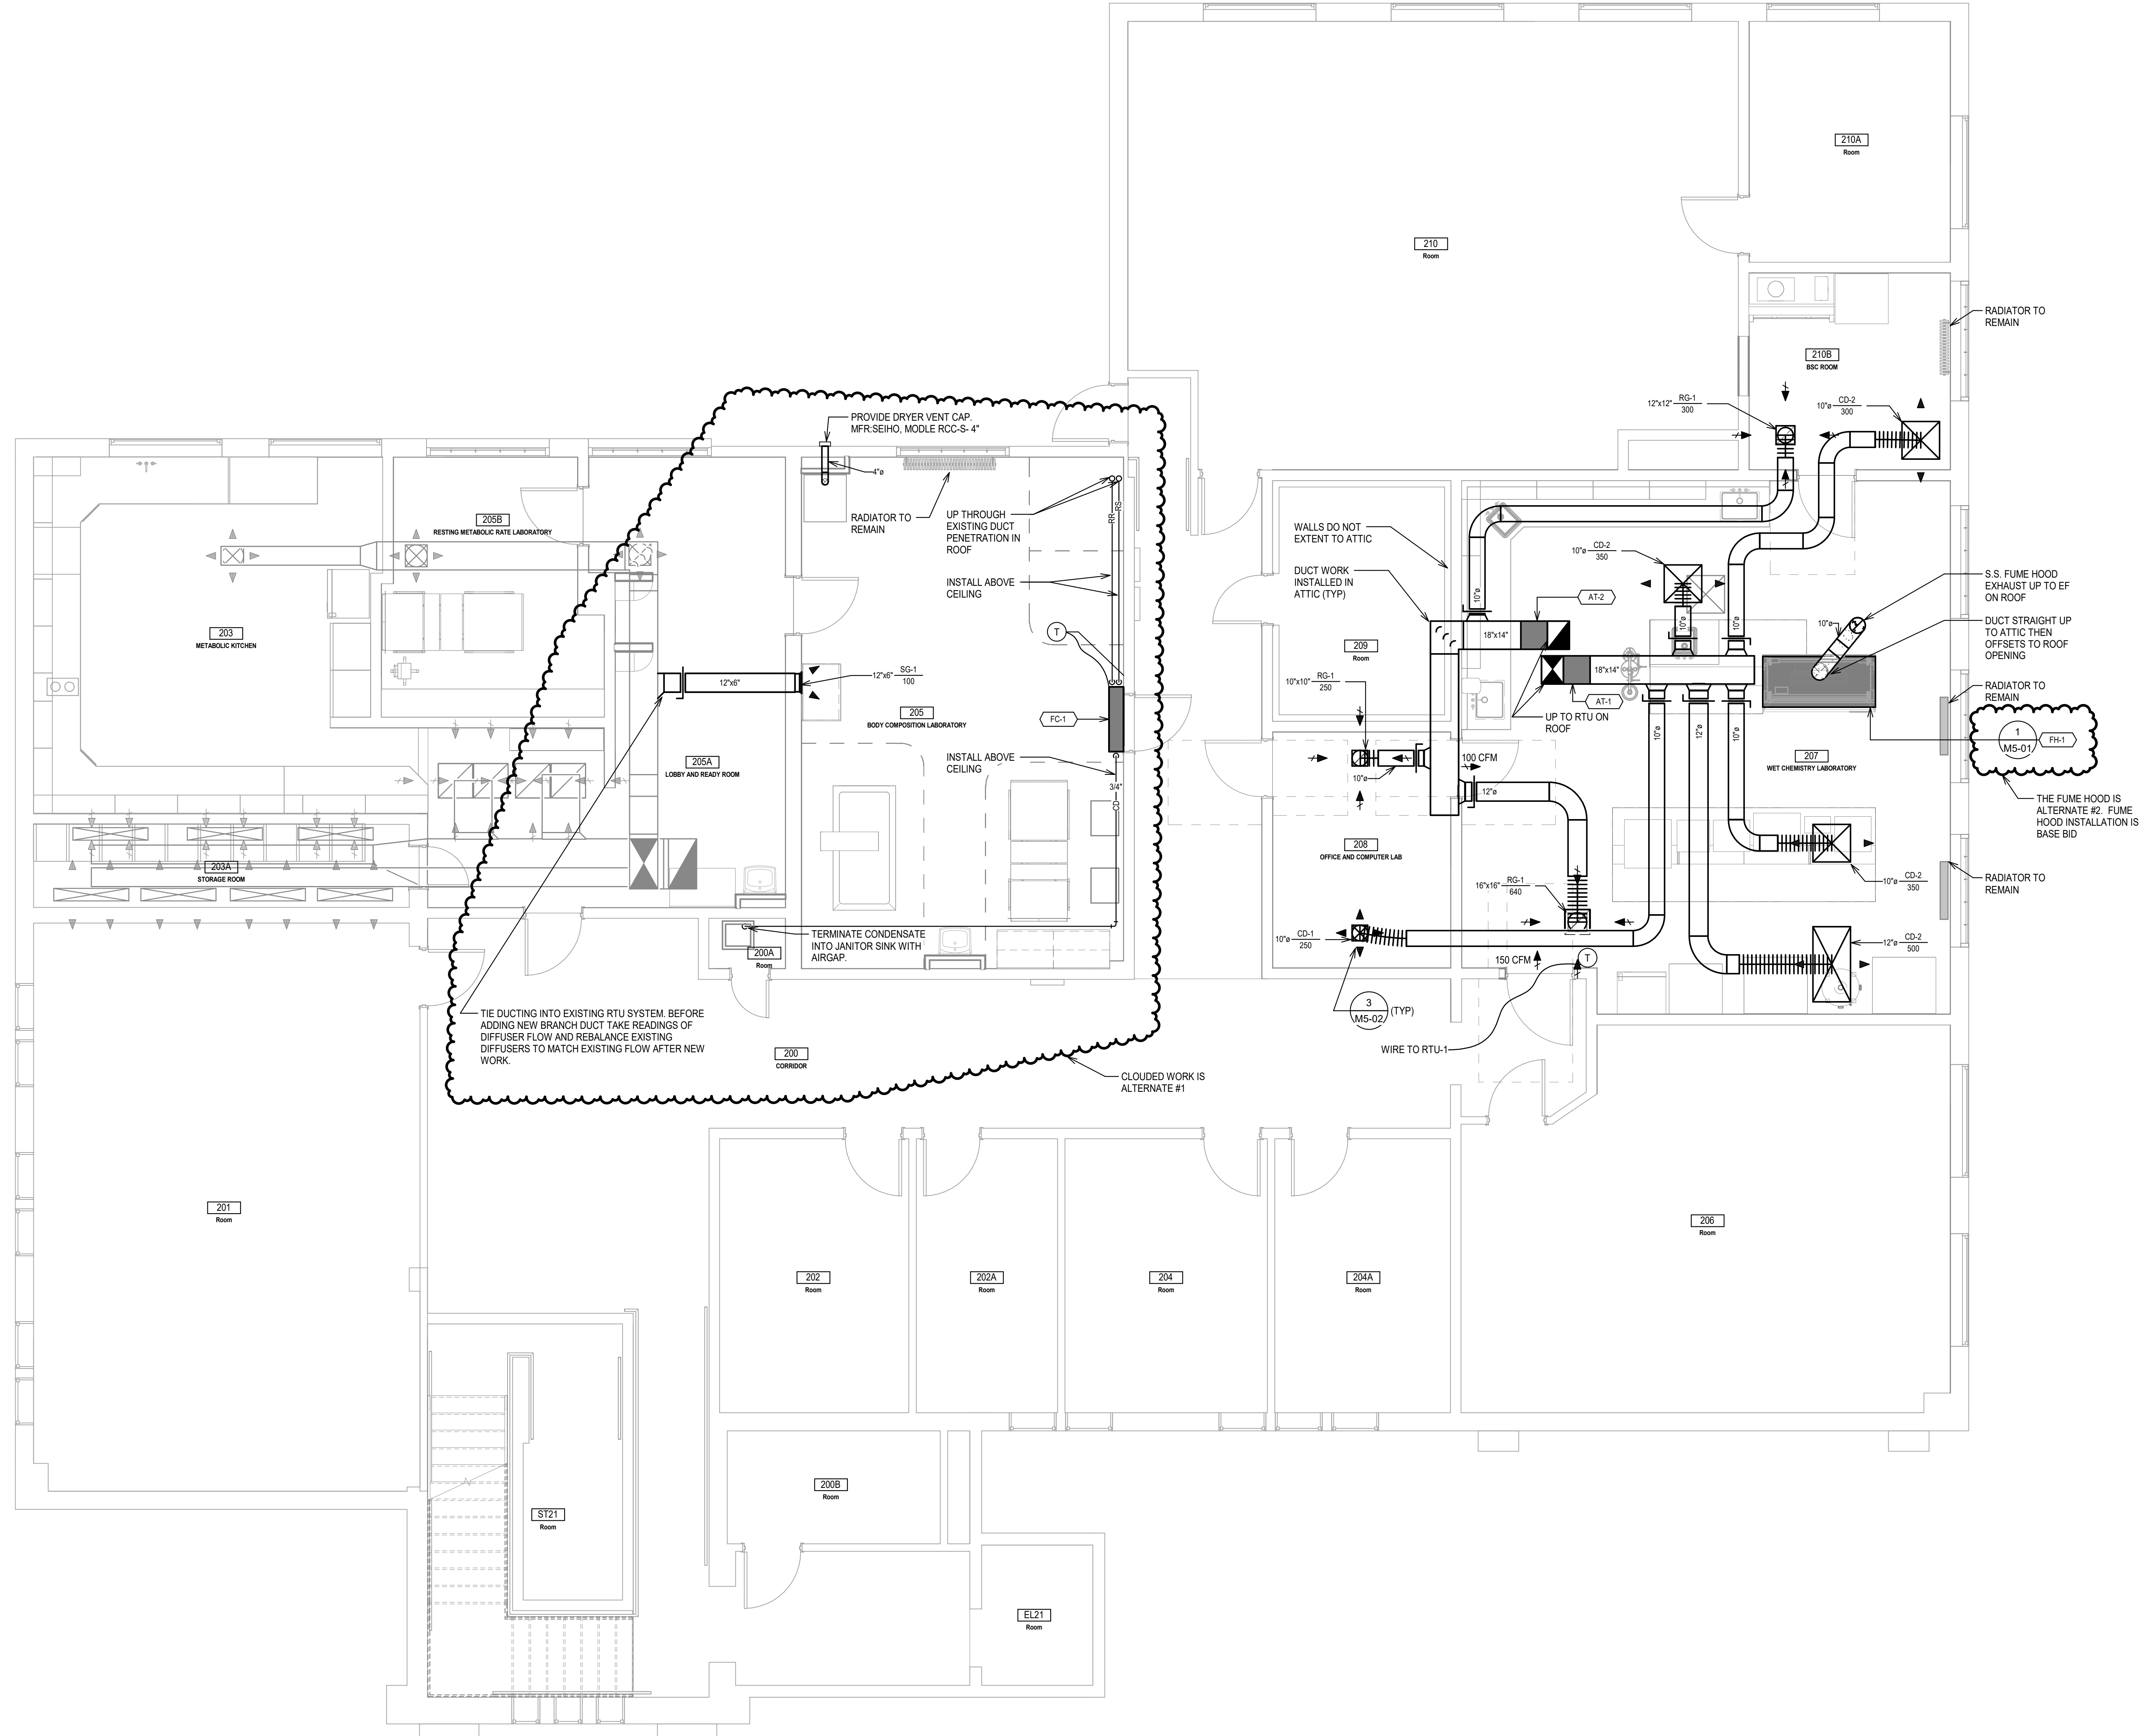 210A
Room
210
Room
RADIATOR TO
REMAIN
210B
BSC ROOM
12"x12"
RG-1
300
10"ø
CD-2
300
PROVIDE DRYER VENT CAP.
MFR:SEIHO, MODLE RCC-S- 4"
4"ø
RADIATOR TO
REMAIN
UP THROUGH
EXISTING DUCT
PENETRATION IN
ROOF
RR
RS
205B
RESTING METABOLIC RATE LABORATORY
INSTALL ABOVE
CEILING
T
WALLS DO NOT
EXTENT TO ATTIC
DUCT WORK
INSTALLED IN
ATTIC (TYP)
10"ø
CD-2
350
AT-2
10"ø
10"ø
10"ø
18"x14"
18"x14"
AT-1
UP TO RTU ON
ROOF
10"ø
S.S. FUME HOOD
EXHAUST UP TO EF
ON ROOF
DUCT STRAIGHT UP
TO ATTIC THEN
OFFSETS TO ROOF
OPENING
RADIATOR TO
REMAIN
203
METABOLIC KITCHEN
209
Room
12"x6"
12"x6"
SG-1
100
10"x10"
RG-1
250
205
BODY COMPOSITION LABORATORY
FC-1
1
M5-01
FH-1
10"ø
12"ø
10"ø
205A
LOBBY AND READY ROOM
INSTALL ABOVE
CEILING
3/4"
CD
100 CFM
10"ø
12"ø
207
WET CHEMISTRY LABORATORY
THE FUME HOOD IS
ALTERNATE #2. FUME
HOOD INSTALLATION IS
BASE BID
208
OFFICE AND COMPUTER LAB
203A
STORAGE ROOM
16"x16"
RG-1
640
10"ø
CD-2
350
RADIATOR TO
REMAIN
TERMINATE CONDENSATE
INTO JANITOR SINK WITH
AIRGAP.
200A
Room
10"ø
CD-1
250
12"ø
CD-2
500
150 CFM
T
3
M5-02
(TYP)
TIE DUCTING INTO EXISTING RTU SYSTEM. BEFORE
ADDING NEW BRANCH DUCT TAKE READINGS OF
DIFFUSER FLOW AND REBALANCE EXISTING
DIFFUSERS TO MATCH EXISTING FLOW AFTER NEW
WORK.
200
CORRIDOR
WIRE TO RTU-1
CLOUDED WORK IS
ALTERNATE #1
201
Room
206
Room
202
Room
202A
Room
204
Room
204A
Room
200B
Room
ST21
Room
EL21
Room